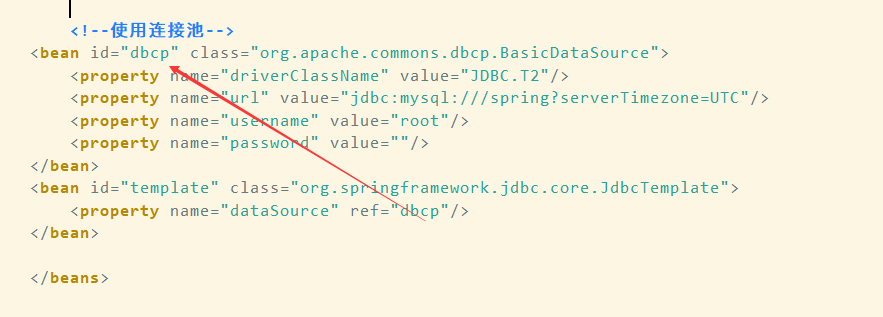 <!--使用连接池-->
<bean id="dbcp" class="org.apache.commons.dbcp.BasicDataSource">
<property name="driverClassName" value="JDBC.T2"/>
<property name="url" value="jdbc:mysql:///spring?serverTimezone=UTC"/>
<property name="username" value="root"/>
<property name="password" value=""/>
</bean>
<bean id="template" class="org.springframework.jdbc.core.JdbcTemplate">
<property name="dataSource" ref="dbcp"/>
</bean>
</beans>